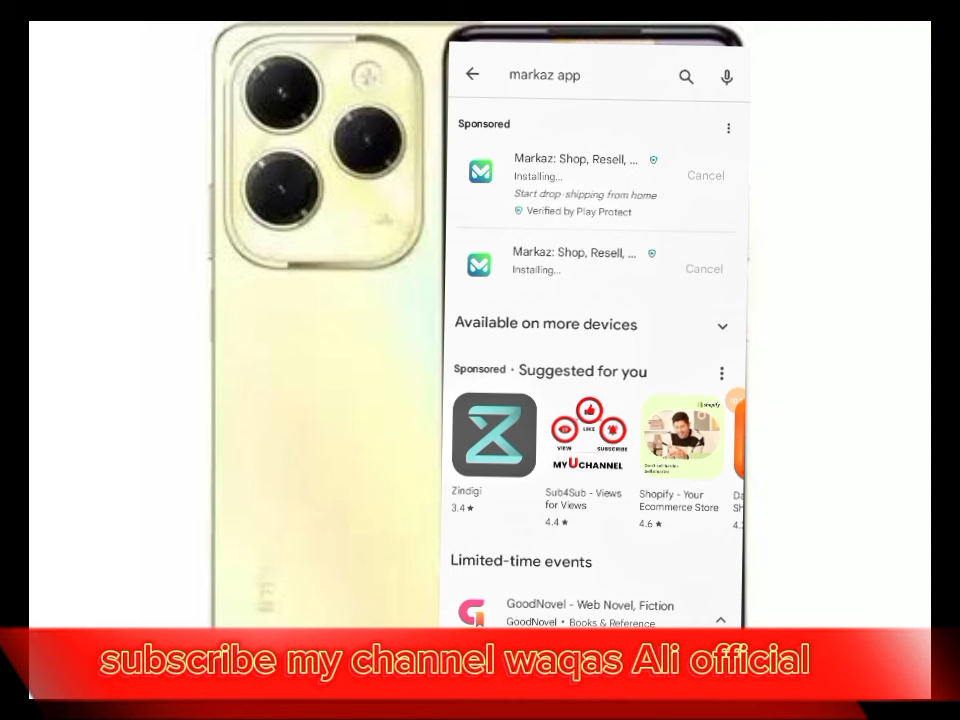 markaz app
Sponsored
Markaz: Shop, Resell, ...
Installing...
Cancel
Start drop-shipping from home
Verified by Play Protect
Markaz: Shop, Resell, ...
Installing...
Cancel
Available on more devices
Sponsored · Suggested for you
LIKE
VIEW
SUBSCRIBE
MY U CHANNEL
shopify
Zindigi
3.4★
Sub4Sub - Views
for Views
4.4★
Shopify - Your
Ecommerce Store
4.6★
Limited-time events
GoodNovel - Web Novel, Fiction
GoodNovel • Books & Reference
subscribe my channel waqas Ali official